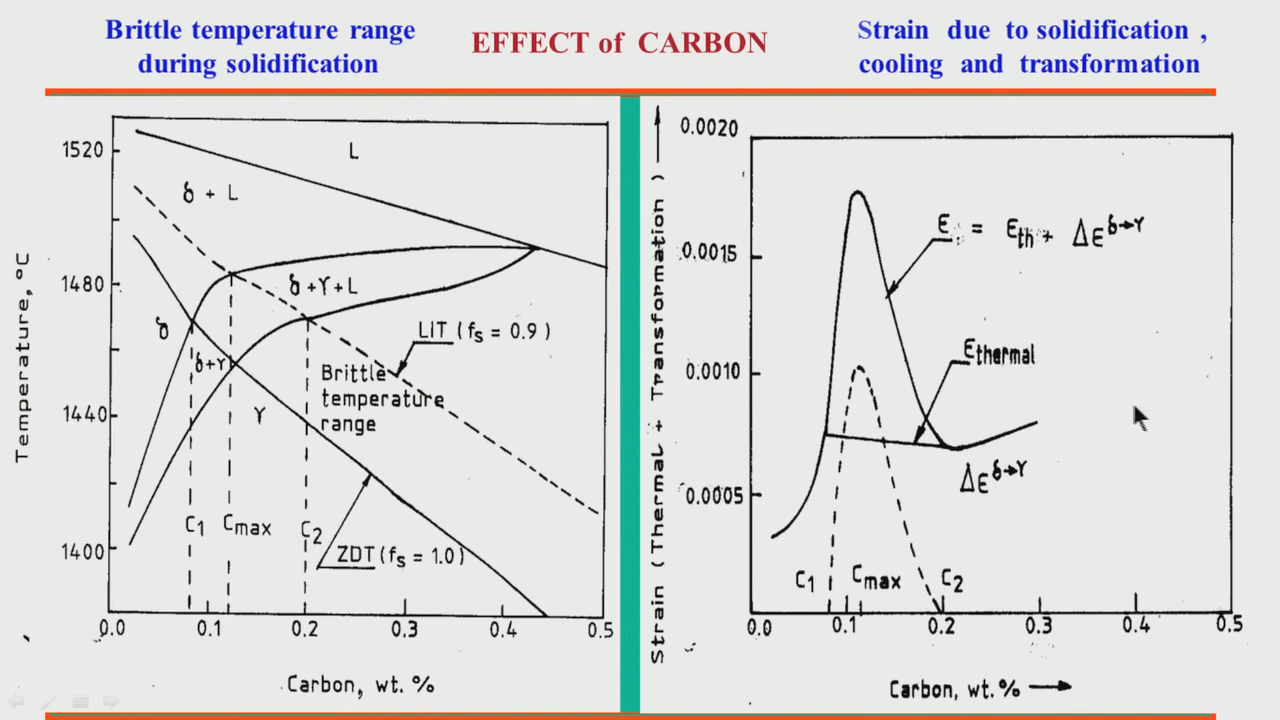 Brittle temperature range
during solidification
EFFECT of CARBON
Strain due to solidification ,
cooling and transformation
Temperature, °C
1520
1480
1440
1400
L
δ + L
δ+γ+L
δ
δ+γ
γ
LIT (fs = 0.9)
Brittle
temperature
range
C1
Cmax
C2
ZDT (fs = 1.0)
0.0
0.1
0.2
0.3
0.4
0.5
Carbon, wt. %
Strain (Thermal + Transformation)
0.0020
0.0015
0.0010
0.0005
Ɛ = Ɛth + ΔƐδ→γ
Ɛthermal
ΔƐδ→γ
C1
Cmax
C2
0.0
0.1
0.2
0.3
0.4
0.5
Carbon, wt. %